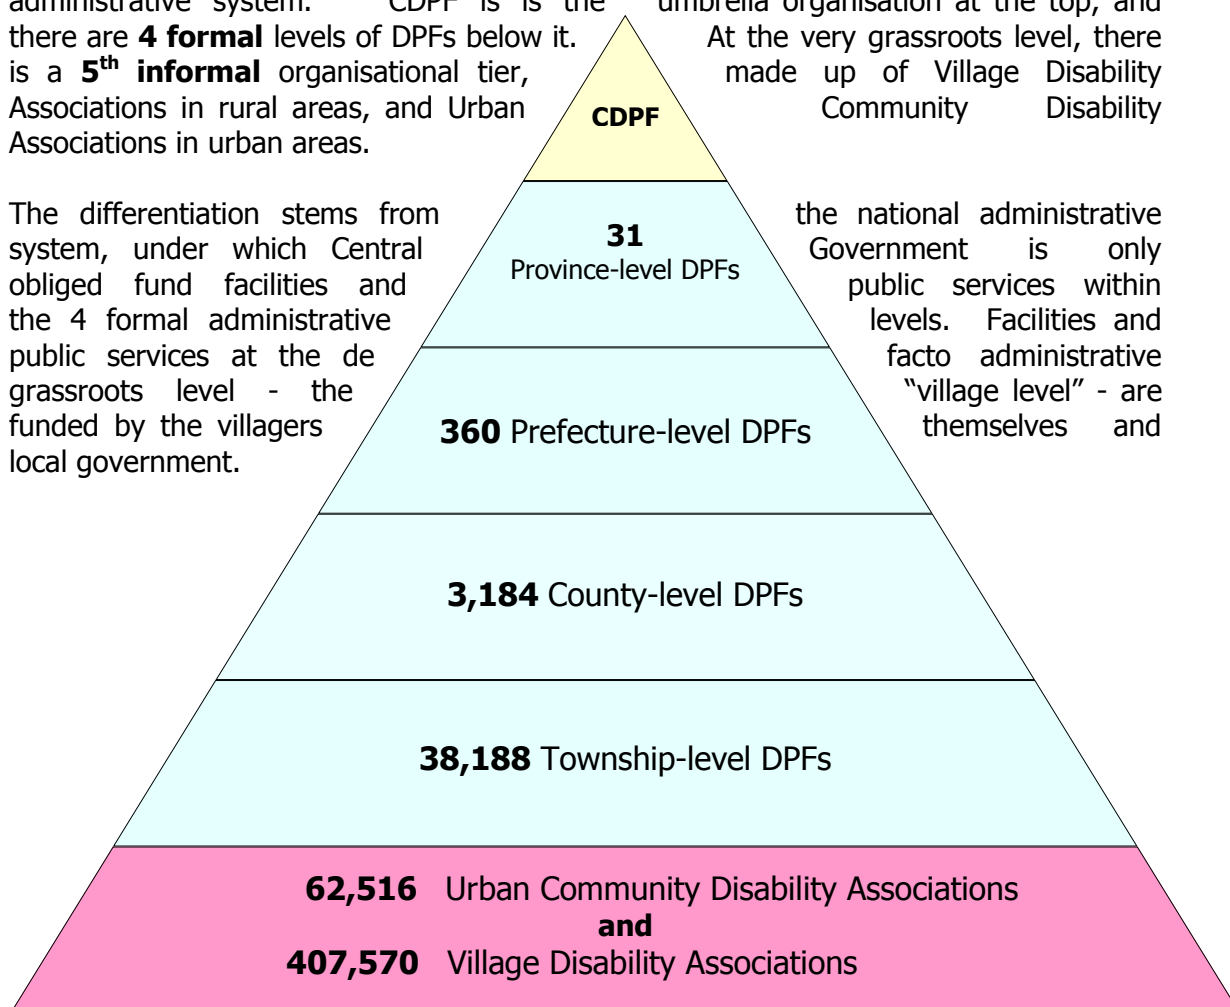 administrative system. CDPF is is the umbrella organisation at the top, and
there are 4 formal levels of DPFs below it. At the very grassroots level, there
is a 5th informal organisational tier, made up of Village Disability
Associations in rural areas, and Urban Community Disability
Associations in urban areas.
CDPF
The differentiation stems from the national administrative
system, under which Central Government is only
obliged fund facilities and public services within
the 4 formal administrative levels. Facilities and
public services at the de facto administrative
grassroots level - the “village level” - are
funded by the villagers themselves and
local government.
31
Province-level DPFs
360 Prefecture-level DPFs
3,184 County-level DPFs
38,188 Township-level DPFs
62,516 Urban Community Disability Associations
and
407,570 Village Disability Associations